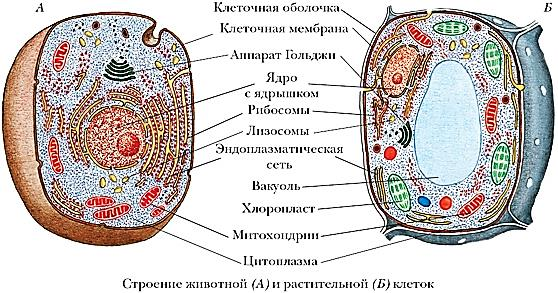 А
Б
Клеточная оболочка
Клеточная мембрана
Аппарат Гольджи
Ядро
с ядрышком
Рибосомы
Лизосомы
Эндоплазматическая
сеть
Вакуоль
Хлоропласт
Митохондрии
Цитоплазма
Строение животной (А) и растительной (Б) клеток